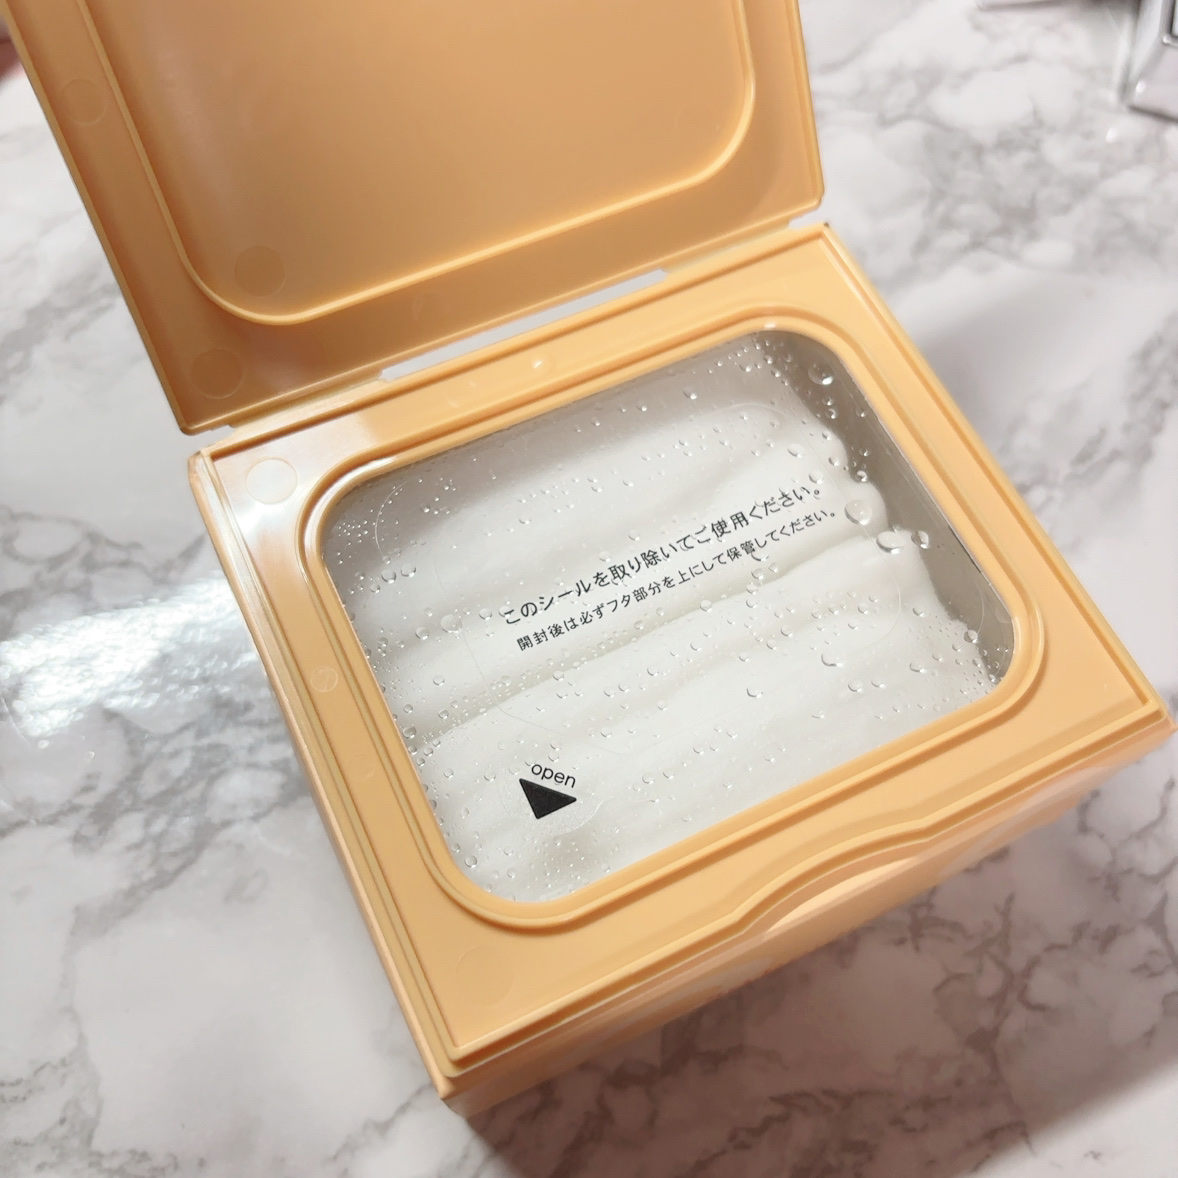 このシールを取り除いてご使用ください。
開封後は必ずフタ部分を上にして保管してください。
open